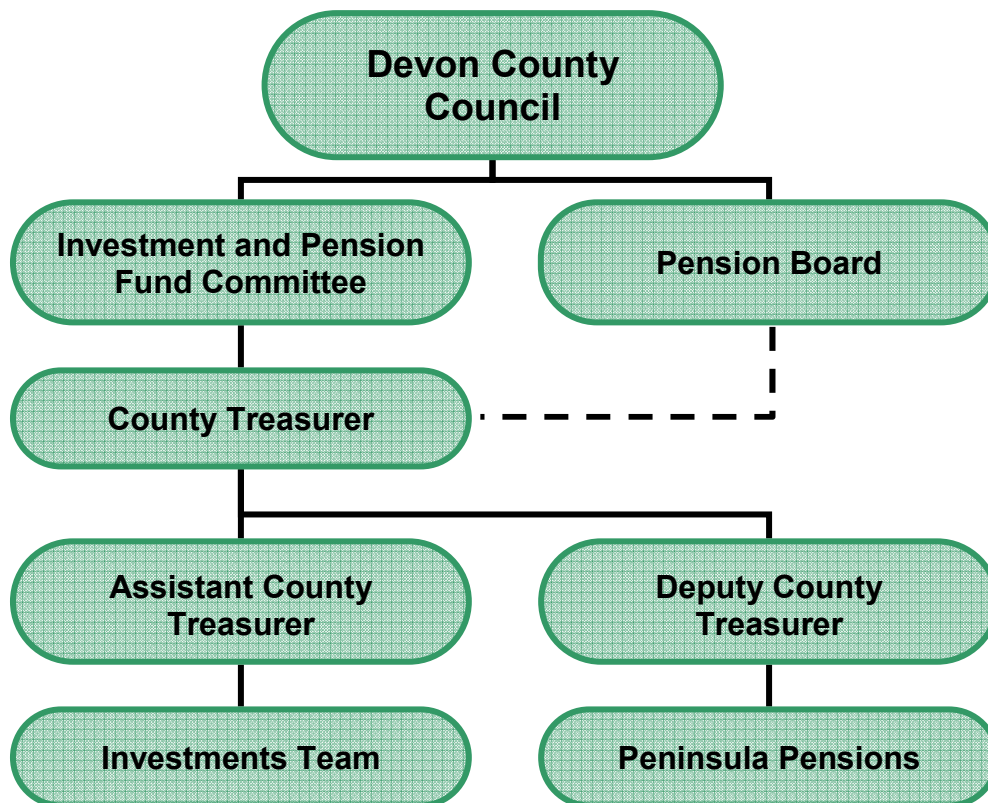 Devon County
Council
Investment and Pension
Fund Committee
Pension Board
County Treasurer
Assistant County
Treasurer
Deputy County
Treasurer
Investments Team
Peninsula Pensions